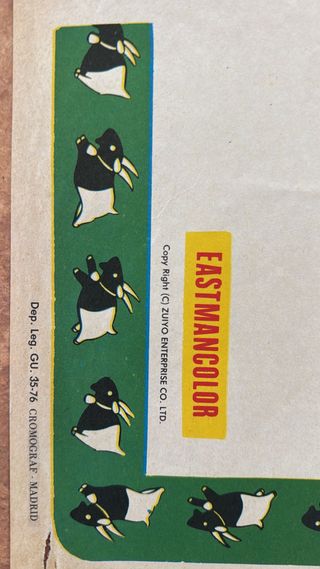 EASTMANCOLOR
Copy Right (C) ZUIYO ENTERPRISE CO. LTD.
Dep. Leg. GU. 35-76 CROMOGRAF - MADRID